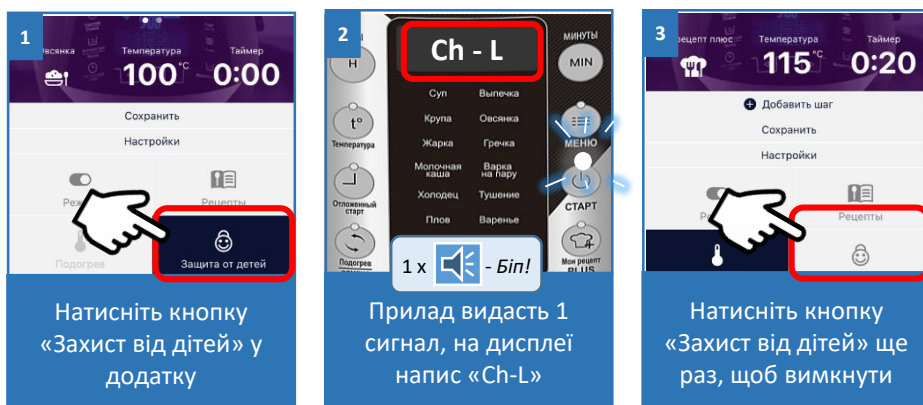 1
Овсянка
Температура
Таймер
100 °C
0:00
Сохранить
Настройки
Рецепты
Подогрев
Защита от детей
Натисніть кнопку
«Захист від дітей» у
додатку
2
H
Ch - L
МИНУТЫ
MIN
Суп
Выпечка
Крупа
Овсянка
t°
Температура
Жарка
Гречка
МЕНЮ
Молочная
каша
Варка
на пару
Холодец
Тушение
Отложенный
старт
СТАРТ
Плов
Варенье
Подогрев
Мои рецепт
PLUS
1 x
- Біп!
Прилад видасть 1
сигнал, на дисплеї
напис «Ch-L»
3
рецепт плюс
Температура
Таймер
115 °C
0:20
Добавить шаг
Сохранить
Настройки
Рецепты
Натисніть кнопку
«Захист від дітей» ще
раз, щоб вимкнути